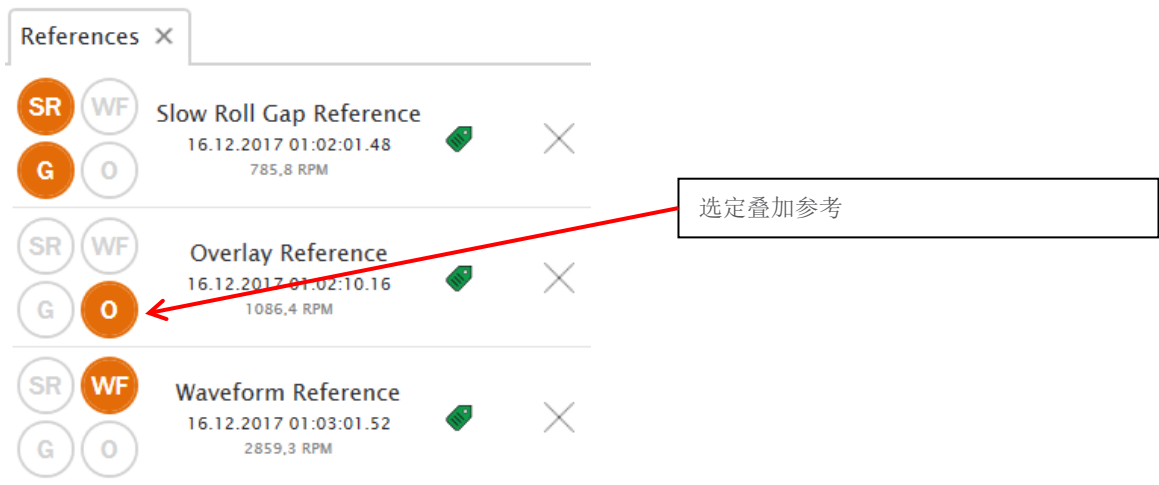 References ×
SR WF
Slow Roll Gap Reference
16.12.2017 01:02:01.48
G O
785,8 RPM
选定叠加参考
SR WF
Overlay Reference
16.12.2017 01:02:10.16
G O
1086,4 RPM
SR WF
Waveform Reference
16.12.2017 01:03:01.52
G O
2859,3 RPM